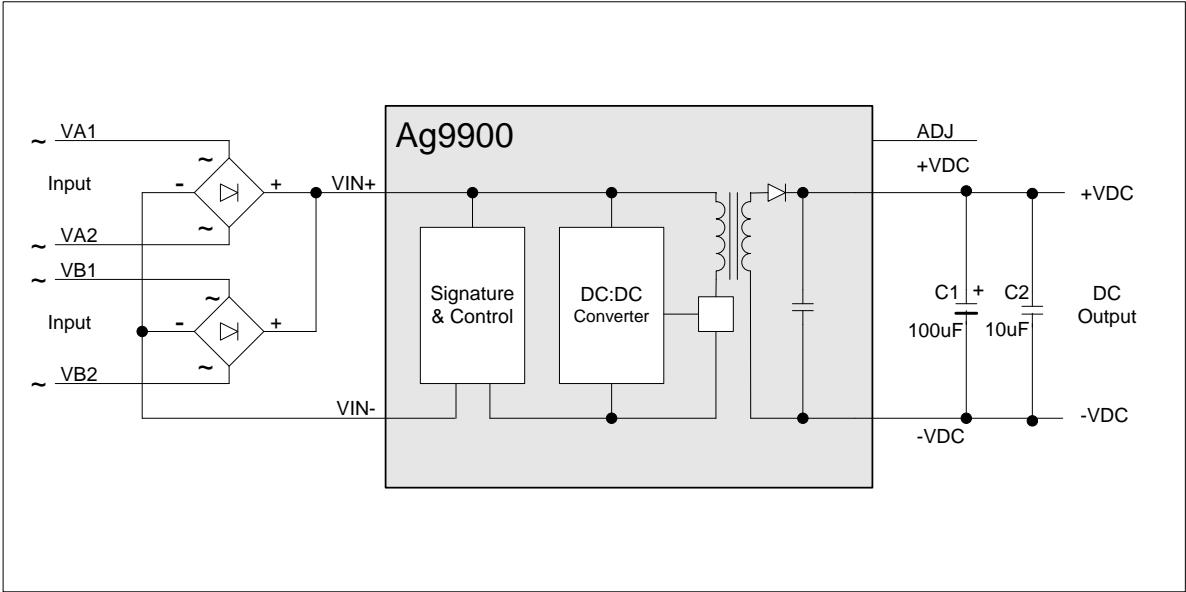 Ag9900
~ VA1
Input
~ VA2
~ VB1
Input
~ VB2
~
- +
~
~
- +
~
VIN+
VIN-
Signature
& Control
DC:DC
Converter
ADJ
+VDC
-VDC
C1 +
100uF
C2
10uF
+VDC
DC
Output
-VDC